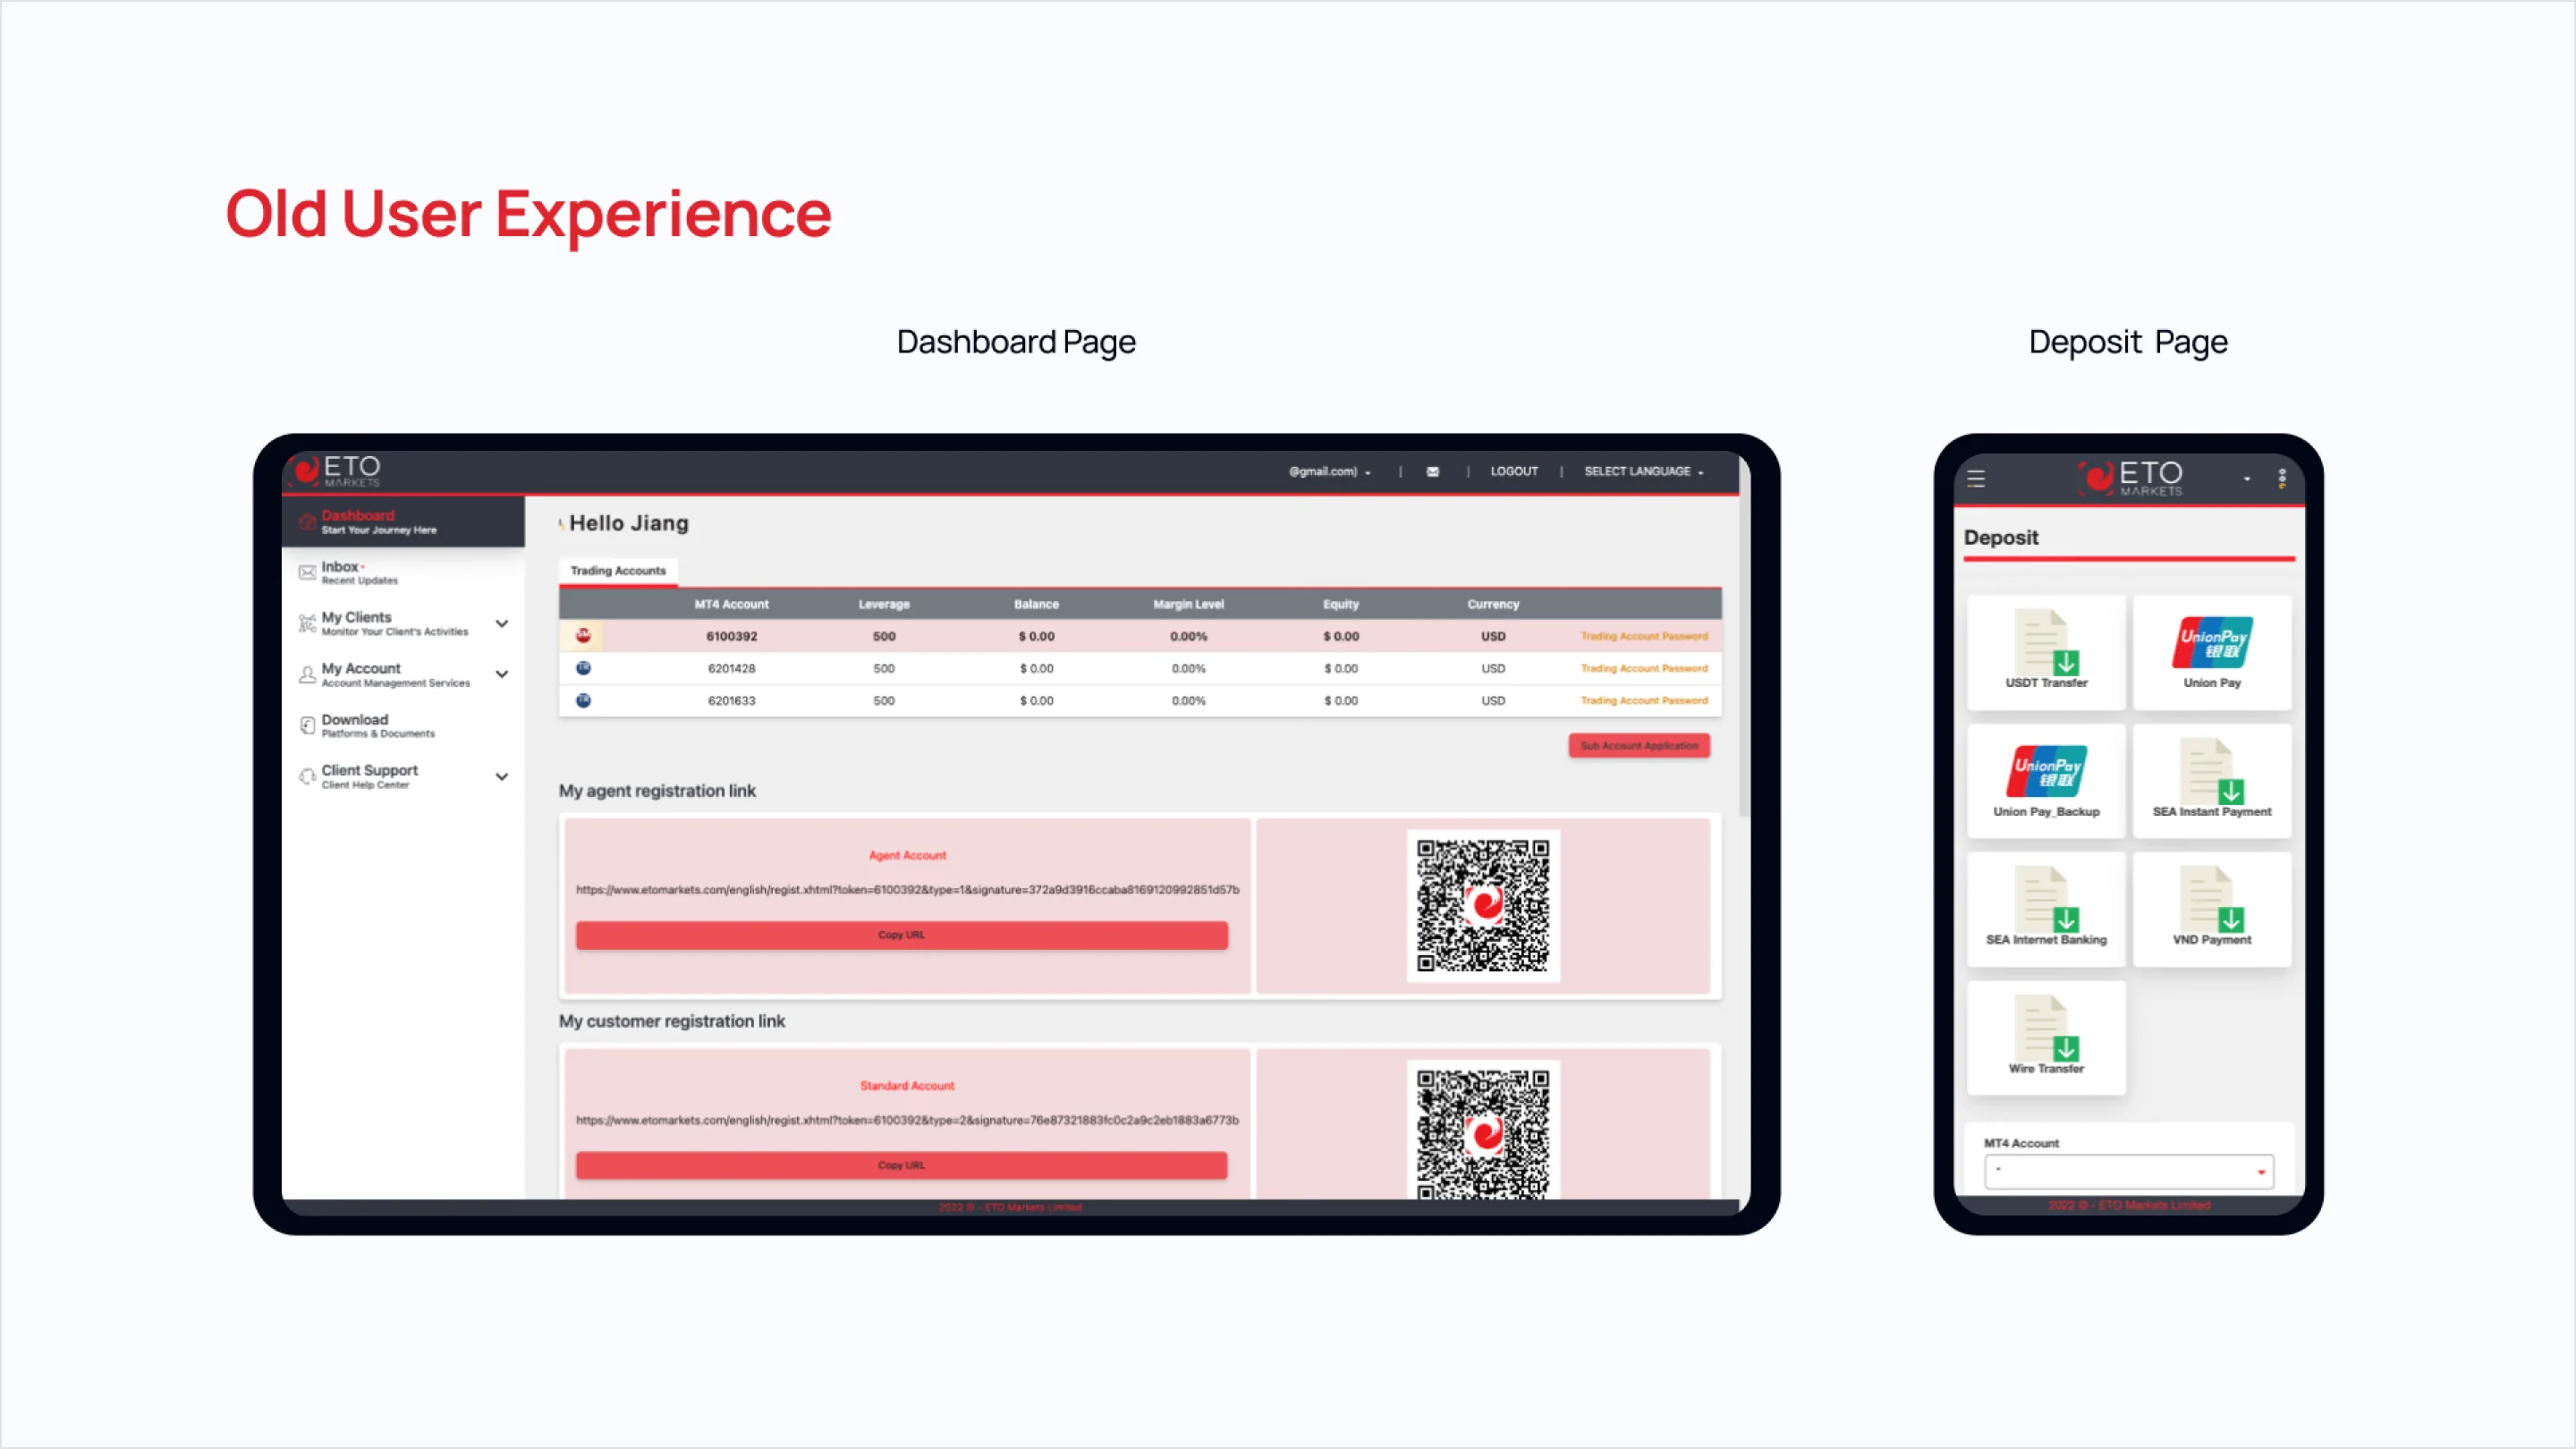 Old User Experience
Dashboard Page
Deposit Page
ETO
MARKETS
@gmail.com)
|
|
LOGOUT
|
SELECT LANGUAGE
Dashboard
Start Your Journey Here
Inbox
Recent Updates
My Clients
Monitor Your Client's Activities
My Account
Account Management Services
Download
Platforms & Documents
Client Support
Client Help Center
Hello Jiang
Trading Accounts
MT4 Account Leverage Balance Margin Level Equity Currency
6100392 500 $ 0.00 0.00% $ 0.00 USD Trading Account Password
6201428 500 $ 0.00 0.00% $ 0.00 USD Trading Account Password
6201633 500 $ 0.00 0.00% $ 0.00 USD Trading Account Password
Sub Account Application
My agent registration link
Agent Account
https://www.etomarkets.com/english/regist.xhtml?token=6100392&type=1&signature=372a9d3916ccaba8169120992851d57b
Copy URL
My customer registration link
Standard Account
https://www.etomarkets.com/english/regist.xhtml?token=6100392&type=2&signature=76e87321883fc0c2a9c2eb1883a6773b
Copy URL
2022 © - ETO Markets Limited
ETO
MARKETS
Deposit
USDT Transfer
UnionPay
银联
Union Pay
UnionPay
银联
Union Pay_Backup
SEA Instant Payment
SEA Internet Banking
VND Payment
Wire Transfer
MT4 Account
-
2022 © - ETO Markets Limited